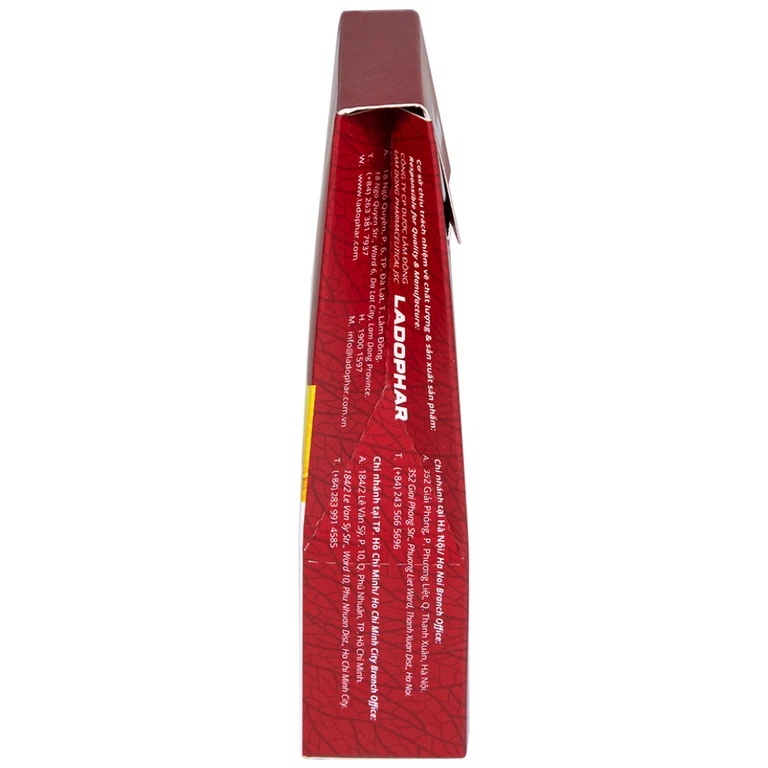 Cơ sở chịu trách nhiệm về chất lượng & sản xuất sản phẩm:
Responsible for Quality & Manufacture:
CÔNG TY CP DƯỢC LÂM ĐỒNG
LAM DONG PHARMACEUTICAL JSC
LADOPHAR
A. 18 Ngô Quyền, P. 6, TP. Đà Lạt, T. Lâm Đồng.
18 Ngo Quyen Str., Ward 6, Da Lat City, Lam Dong Province.
T. (+84) 263 381 7937
H. 1900 1597
W. www.ladophar.com
M. info@ladophar.com.vn
Chi nhánh tại Hà Nội/ Ha Noi Branch Office:
A. 352 Giải Phóng, P. Phương Liệt, Q. Thanh Xuân, Hà Nội.
352 Giai Phong Str., Phuong Liet Ward, Thanh Xuan Dist., Ha Noi.
T. (+84) 243 566 5696
Chi nhánh tại TP. Hồ Chí Minh/ Ho Chi Minh City Branch Office:
A. 184/2 Lê Văn Sỹ, P. 10, Q. Phú Nhuận, TP. Hồ Chí Minh.
184/2 Le Van Sy Str., Ward 10, Phu Nhuan Dist., Ho Chi Minh City.
T. (+84) 283 991 4585